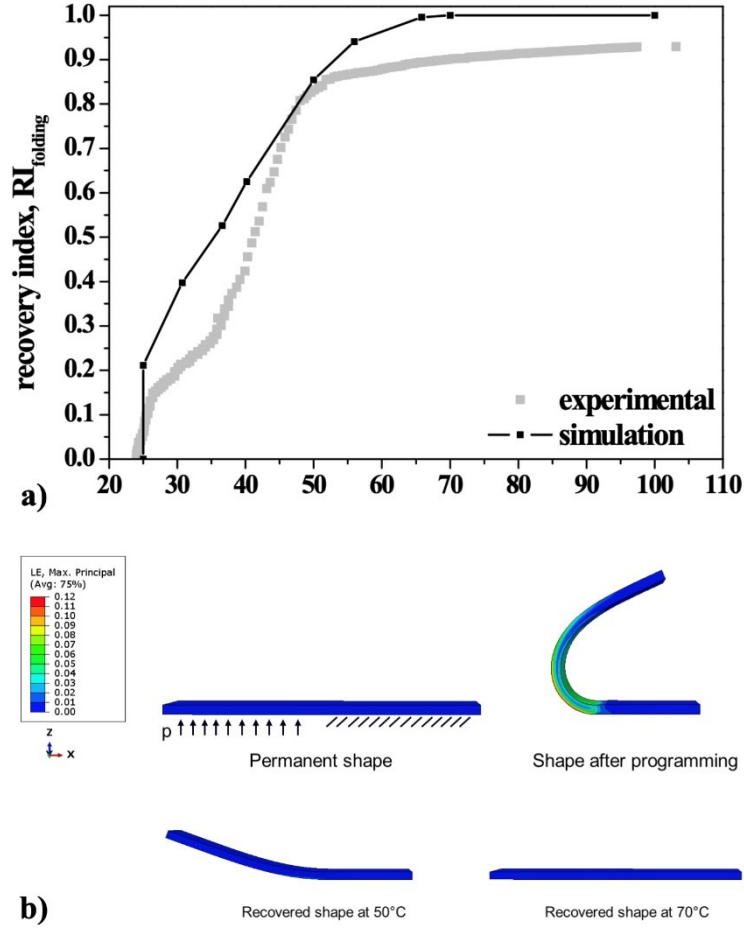 1.0
0.9
0.8
0.7
0.6
0.5
0.4
0.3
0.2
0.1
0.0
recovery index, RI_folding
experimental
simulation
20 30 40 50 60 70 80 90 100 110
a)
LE, Max. Principal
(Avg: 75%)
0.12
0.11
0.10
0.09
0.08
0.07
0.06
0.05
0.04
0.03
0.02
0.01
0.00
z
x
p
Permanent shape
Shape after programming
b)
Recovered shape at 50°C
Recovered shape at 70°C